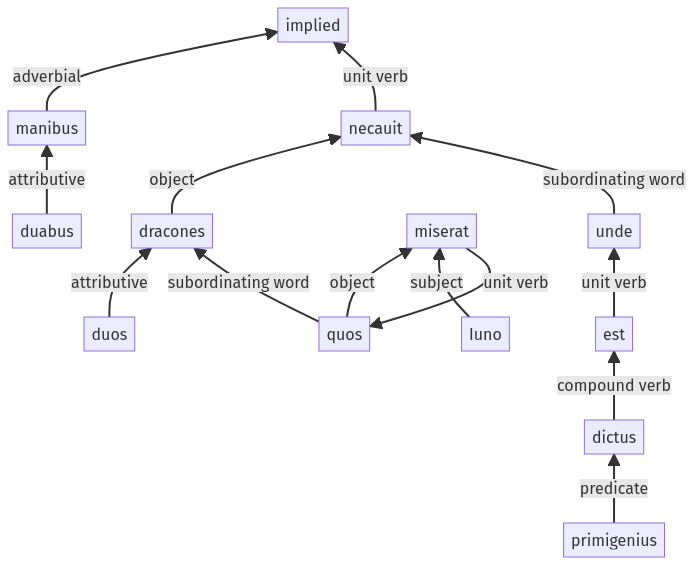 implied
adverbial unit verb
manibus necauit
attributive object subordinating word
duabus dracones miserat unde
attributive subordinating word object subject unit verb unit verb
duos quos Iuno est
compound verb
dictus
predicate
primigenius